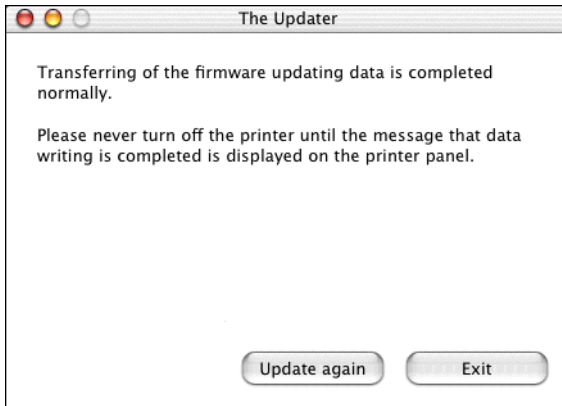 The Updater
Transferring of the firmware updating data is completed
normally.
Please never turn off the printer until the message that data
writing is completed is displayed on the printer panel.
Update again
Exit